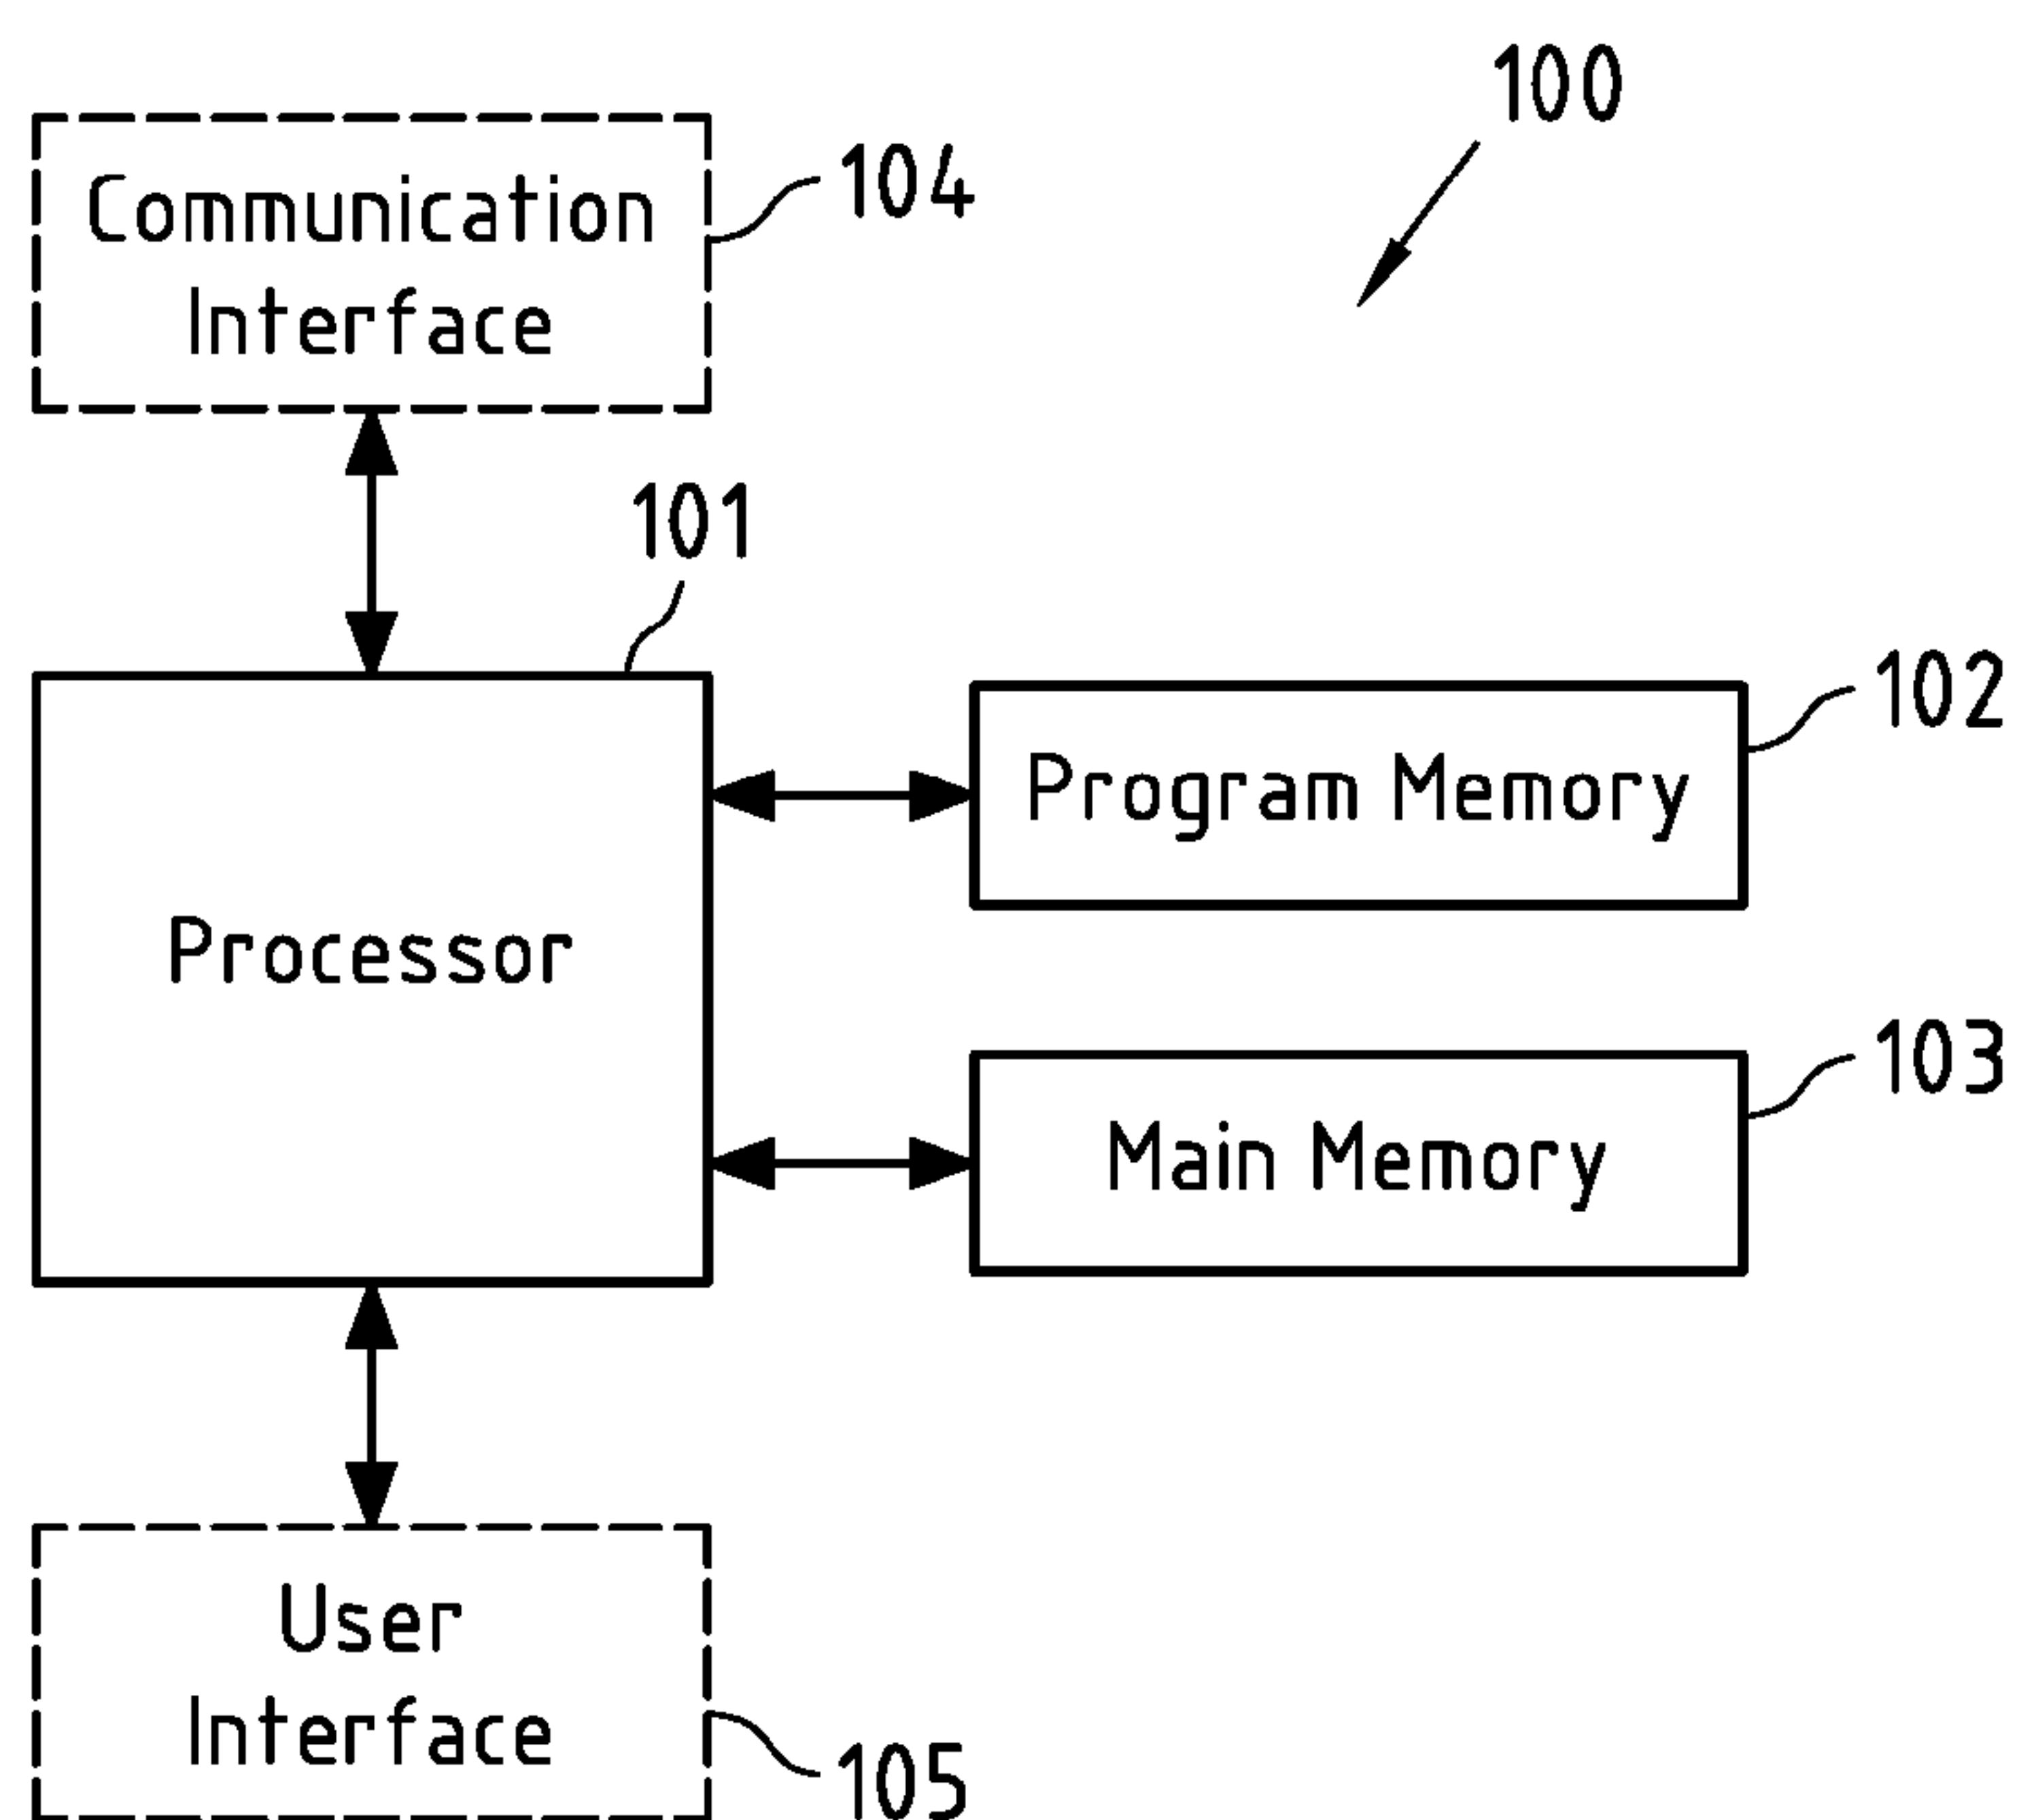 100
Communication
Interface
104
101
Processor
Program Memory
102
Main Memory
103
User
Interface
105